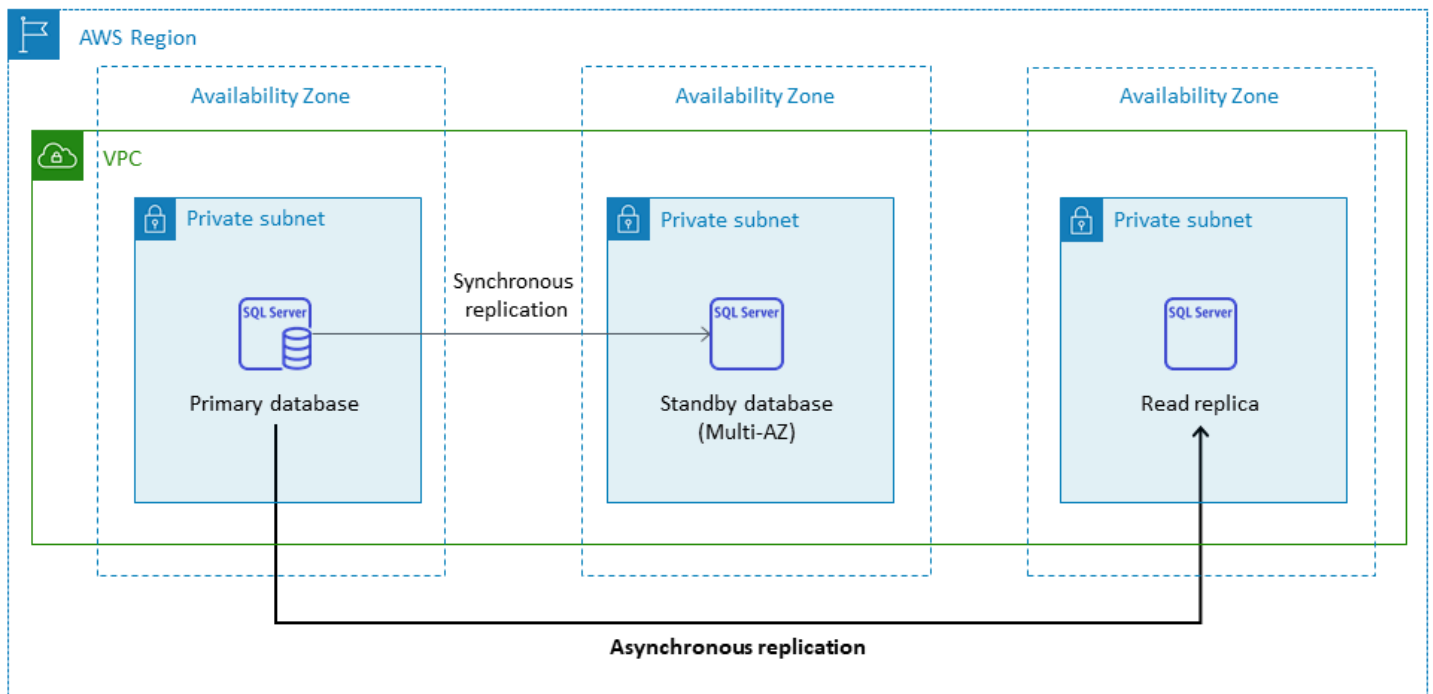 AWS Region
Availability Zone
Availability Zone
Availability Zone
VPC
Private subnet
Private subnet
Private subnet
Synchronous
replication
SQL Server
SQL Server
SQL Server
Primary database
Standby database
(Multi-AZ)
Read replica
Asynchronous replication